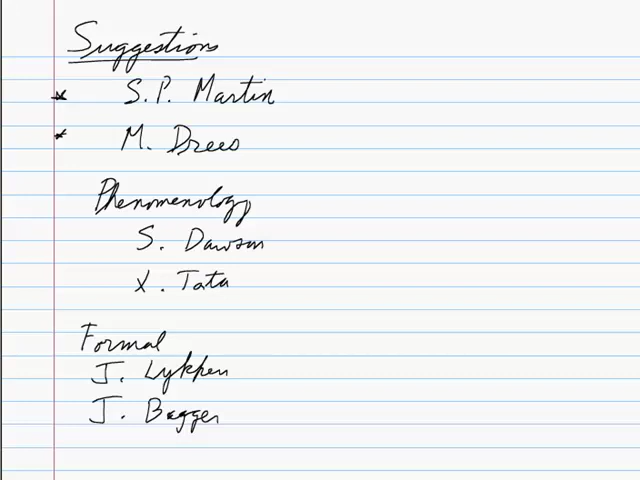 Suggestions
* S.P. Martin
* M. Drees
Phenomenology
S. Dawson
X. Tata
Formal
J. Lykken
J. Bagger